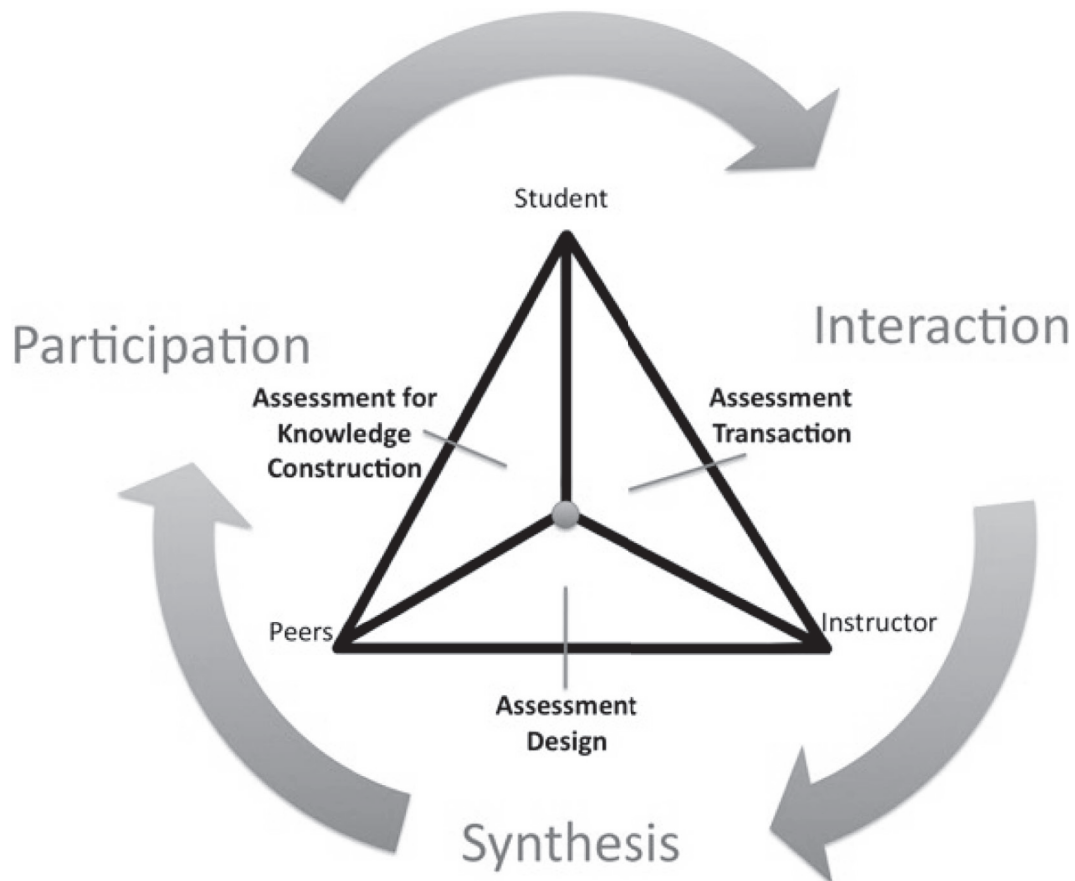 Student
Participation
Interaction
Assessment for
Knowledge
Construction
Assessment
Transaction
Peers
Instructor
Assessment
Design
Synthesis